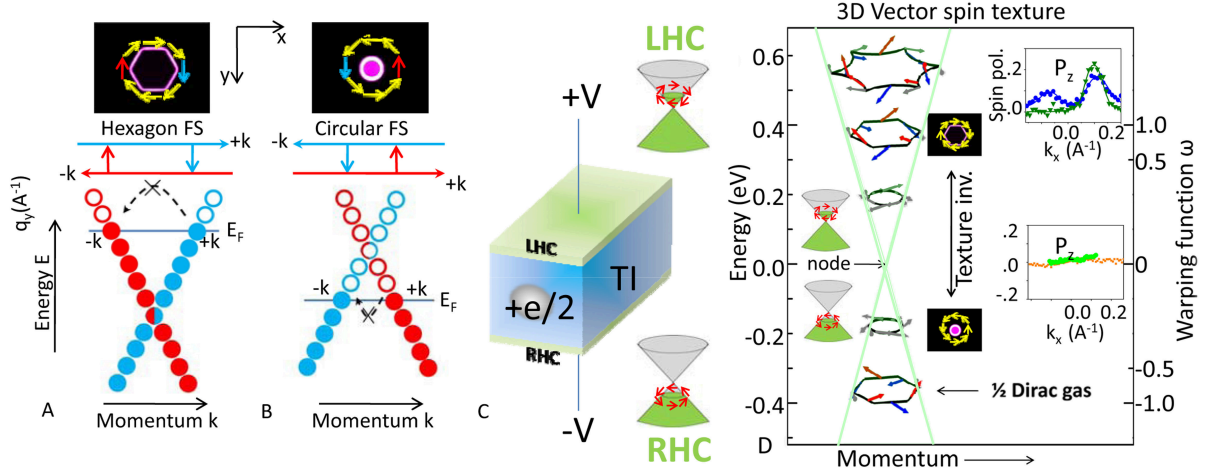 x
y
Hexagon FS
Circular FS
+k
-k
-k
+k
q_y(A⁻¹)
-k
+k
E_F
Energy E
-k
+k
E_F
A
Momentum k
B
Momentum k
C
LHC
+V
LHC
TI
+e/2
RHC
-V
RHC
3D Vector spin texture
0.6
0.4
0.2
0.0
-0.2
-0.4
Energy (eV)
node
D
Momentum
Texture inv.
½ Dirac gas
Spin pol.
.2
.1
0.0
P_z
0.0
0.2
k_x (A⁻¹)
.2
0
-.2
P_z
0.0
0.2
k_x (A⁻¹)
1.0
0.5
0
-0.5
-1.0
Warping function ω